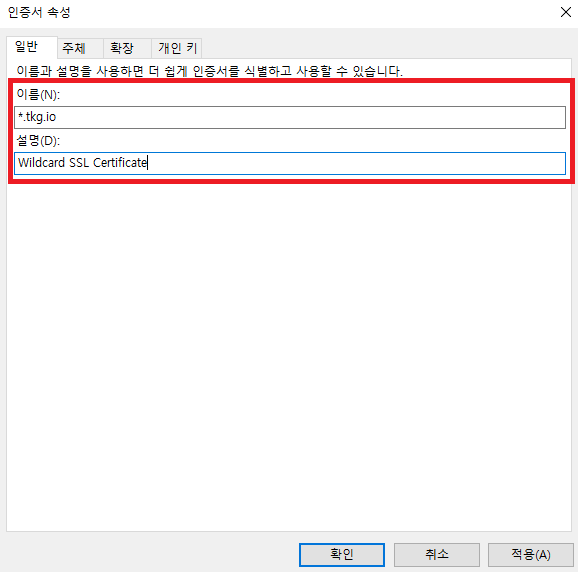 인증서 속성
일반 주체 확장 개인 키
이름과 설명을 사용하면 더 쉽게 인증서를 식별하고 사용할 수 있습니다.
이름(N):
*.tkg.io
설명(D):
Wildcard SSL Certificate
확인 취소 적용(A)